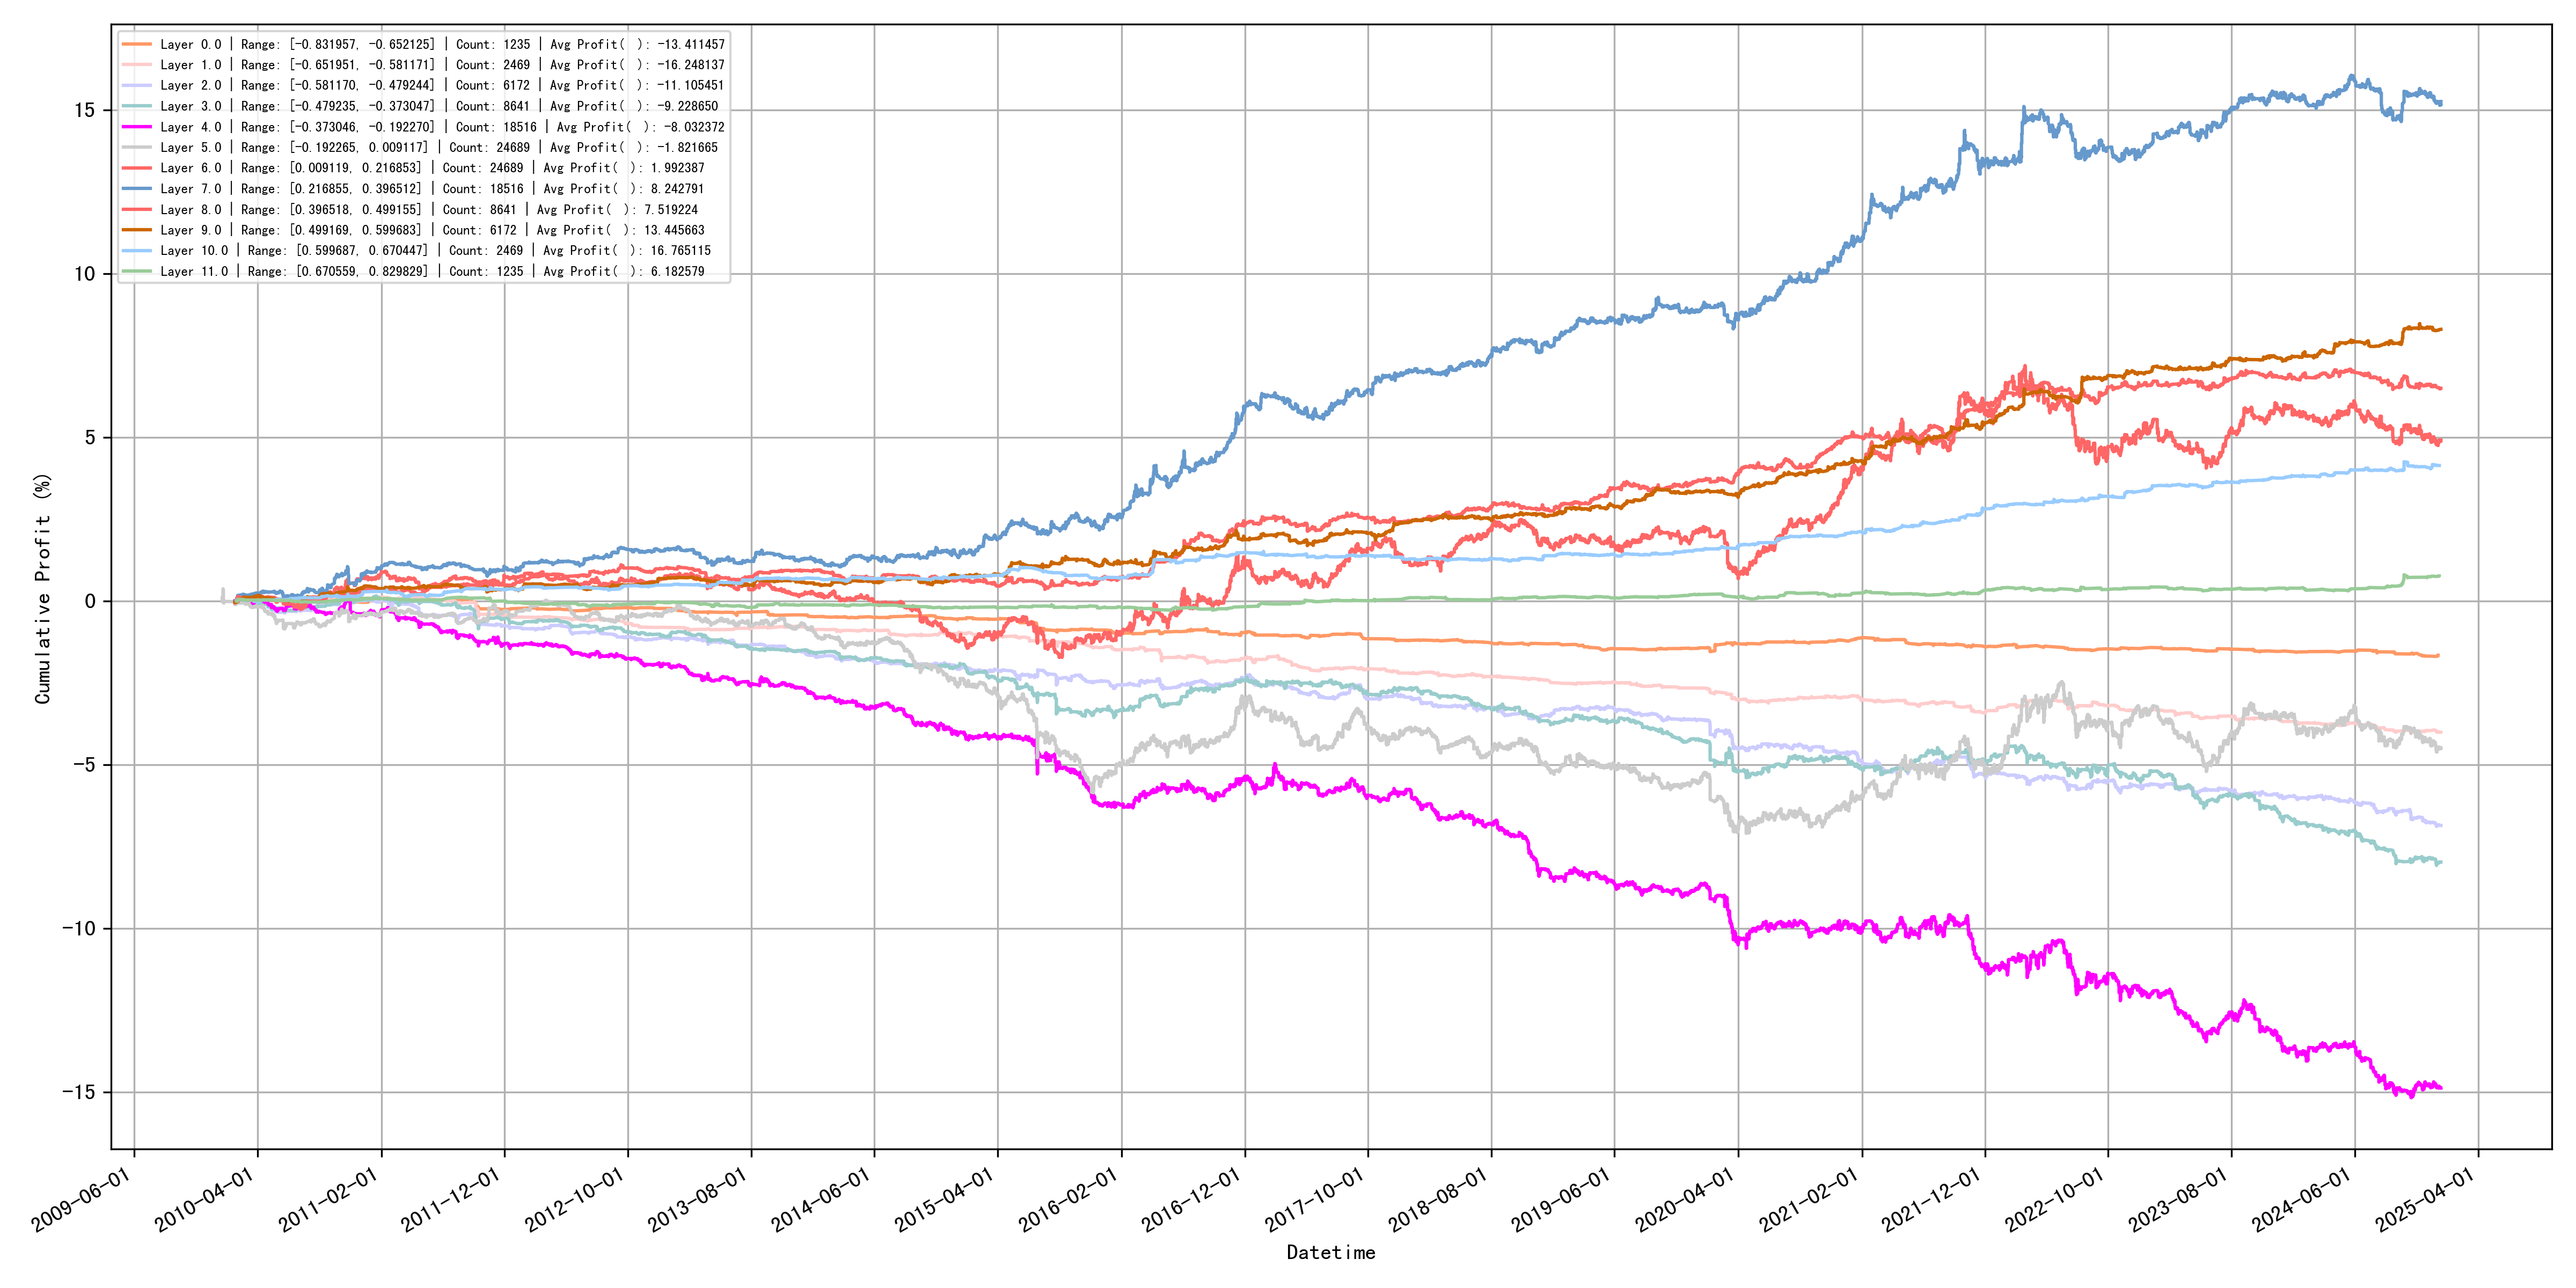 Layer 0.0 | Range: [-0.831957, -0.652125] | Count: 1235 | Avg Profit( ): -13.411457
Layer 1.0 | Range: [-0.651951, -0.581171] | Count: 2469 | Avg Profit( ): -16.248137
Layer 2.0 | Range: [-0.581170, -0.479244] | Count: 6172 | Avg Profit( ): -11.105451
Layer 3.0 | Range: [-0.479235, -0.373047] | Count: 8641 | Avg Profit( ): -9.228650
Layer 4.0 | Range: [-0.373046, -0.192270] | Count: 18516 | Avg Profit( ): -8.032372
Layer 5.0 | Range: [-0.192265, 0.009117] | Count: 24689 | Avg Profit( ): -1.821665
Layer 6.0 | Range: [0.009119, 0.216853] | Count: 24689 | Avg Profit( ): 1.992387
Layer 7.0 | Range: [0.216855, 0.396512] | Count: 18516 | Avg Profit( ): 8.242791
Layer 8.0 | Range: [0.396518, 0.499155] | Count: 8641 | Avg Profit( ): 7.519224
Layer 9.0 | Range: [0.499169, 0.599683] | Count: 6172 | Avg Profit( ): 13.445663
Layer 10.0 | Range: [0.599687, 0.670447] | Count: 2469 | Avg Profit( ): 16.765115
Layer 11.0 | Range: [0.670559, 0.829829] | Count: 1235 | Avg Profit( ): 6.182579
15
10
5
0
-5
-10
-15
Cumulative Profit (%)
2009-06-01
2010-04-01
2011-02-01
2011-12-01
2012-10-01
2013-08-01
2014-06-01
2015-04-01
2016-02-01
2016-12-01
2017-10-01
2018-08-01
2019-06-01
2020-04-01
2021-02-01
2021-12-01
2022-10-01
2023-08-01
2024-06-01
2025-04-01
Datetime